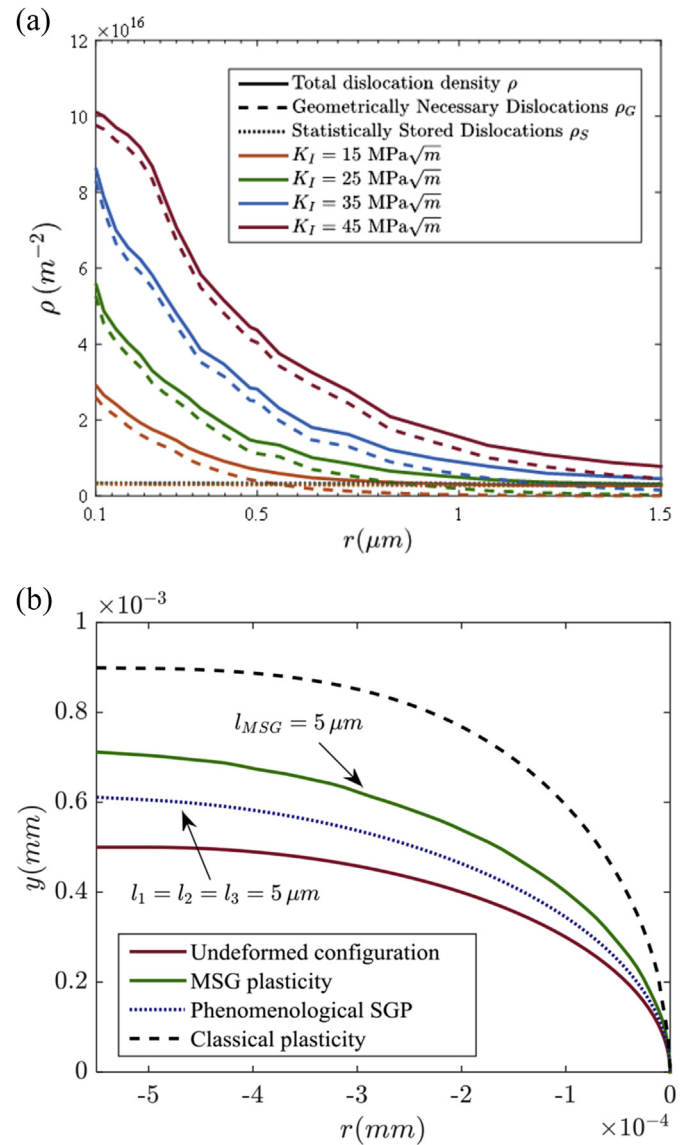 (a)
×10^16
12
10
8
6
4
2
0
ρ (m^−2)
Total dislocation density ρ
Geometrically Necessary Dislocations ρ_G
Statistically Stored Dislocations ρ_S
K_I = 15 MPa√m
K_I = 25 MPa√m
K_I = 35 MPa√m
K_I = 45 MPa√m
0.1 0.5 1 1.5
r(μm)
(b)
×10^−3
1
0.8
0.6
0.4
0.2
0
y(mm)
l_MSG = 5 μm
l_1 = l_2 = l_3 = 5 μm
Undeformed configuration
MSG plasticity
Phenomenological SGP
Classical plasticity
-5 -4 -3 -2 -1 0
r(mm)
×10^−4